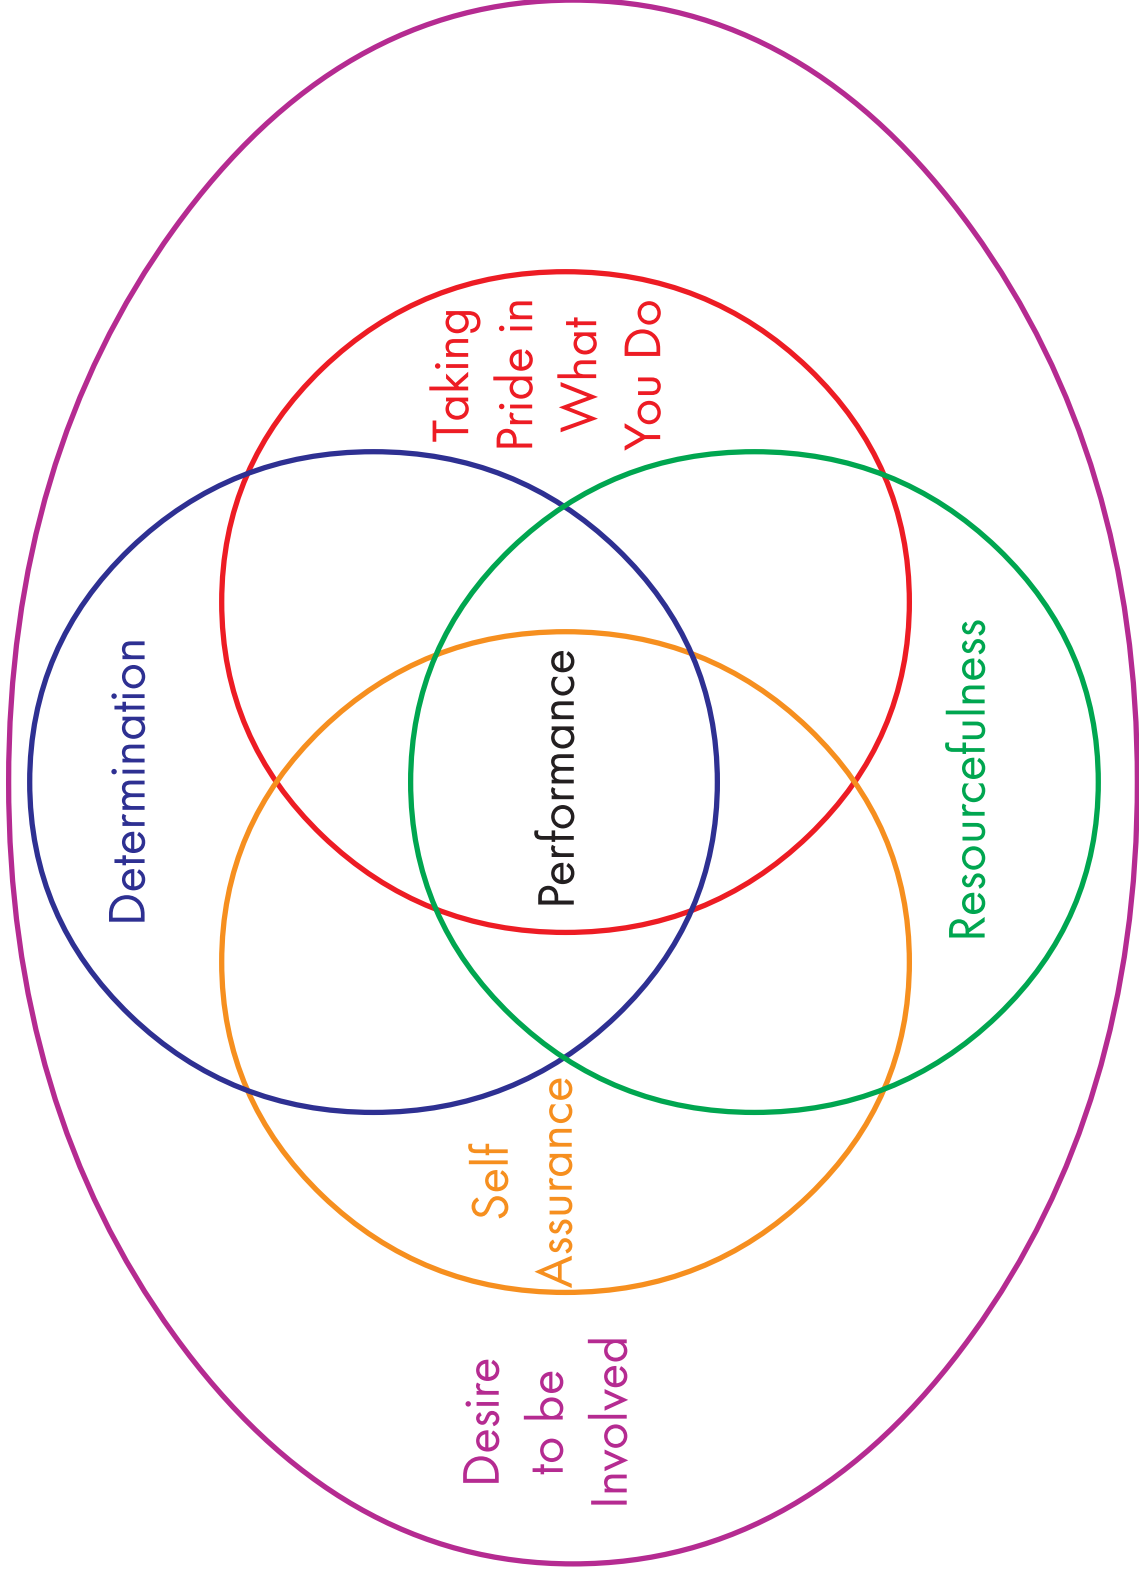 Determination
Taking
Pride in
What
You Do
Self
Assurance
Desire
to be
Involved
Performance
Resourcefulness